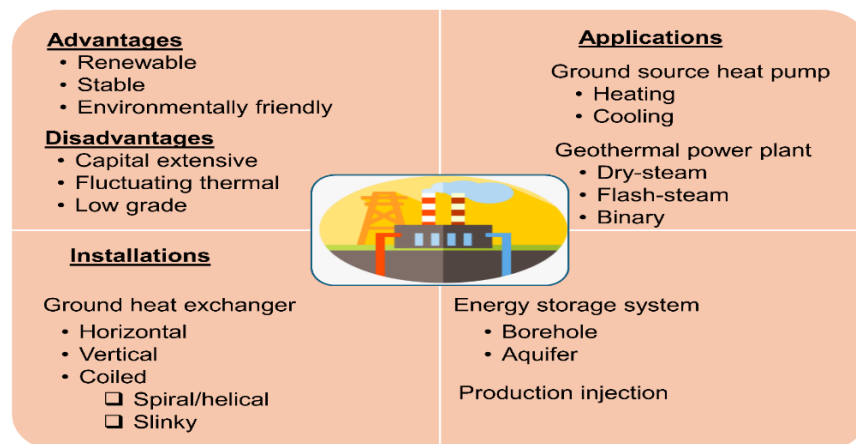 Advantages
• Renewable
• Stable
• Environmentally friendly
Disadvantages
• Capital extensive
• Fluctuating thermal
• Low grade
Applications
Ground source heat pump
• Heating
• Cooling
Geothermal power plant
• Dry-steam
• Flash-steam
• Binary
Installations
Ground heat exchanger
• Horizontal
• Vertical
• Coiled
❑ Spiral/helical
❑ Slinky
Energy storage system
• Borehole
• Aquifer
Production injection